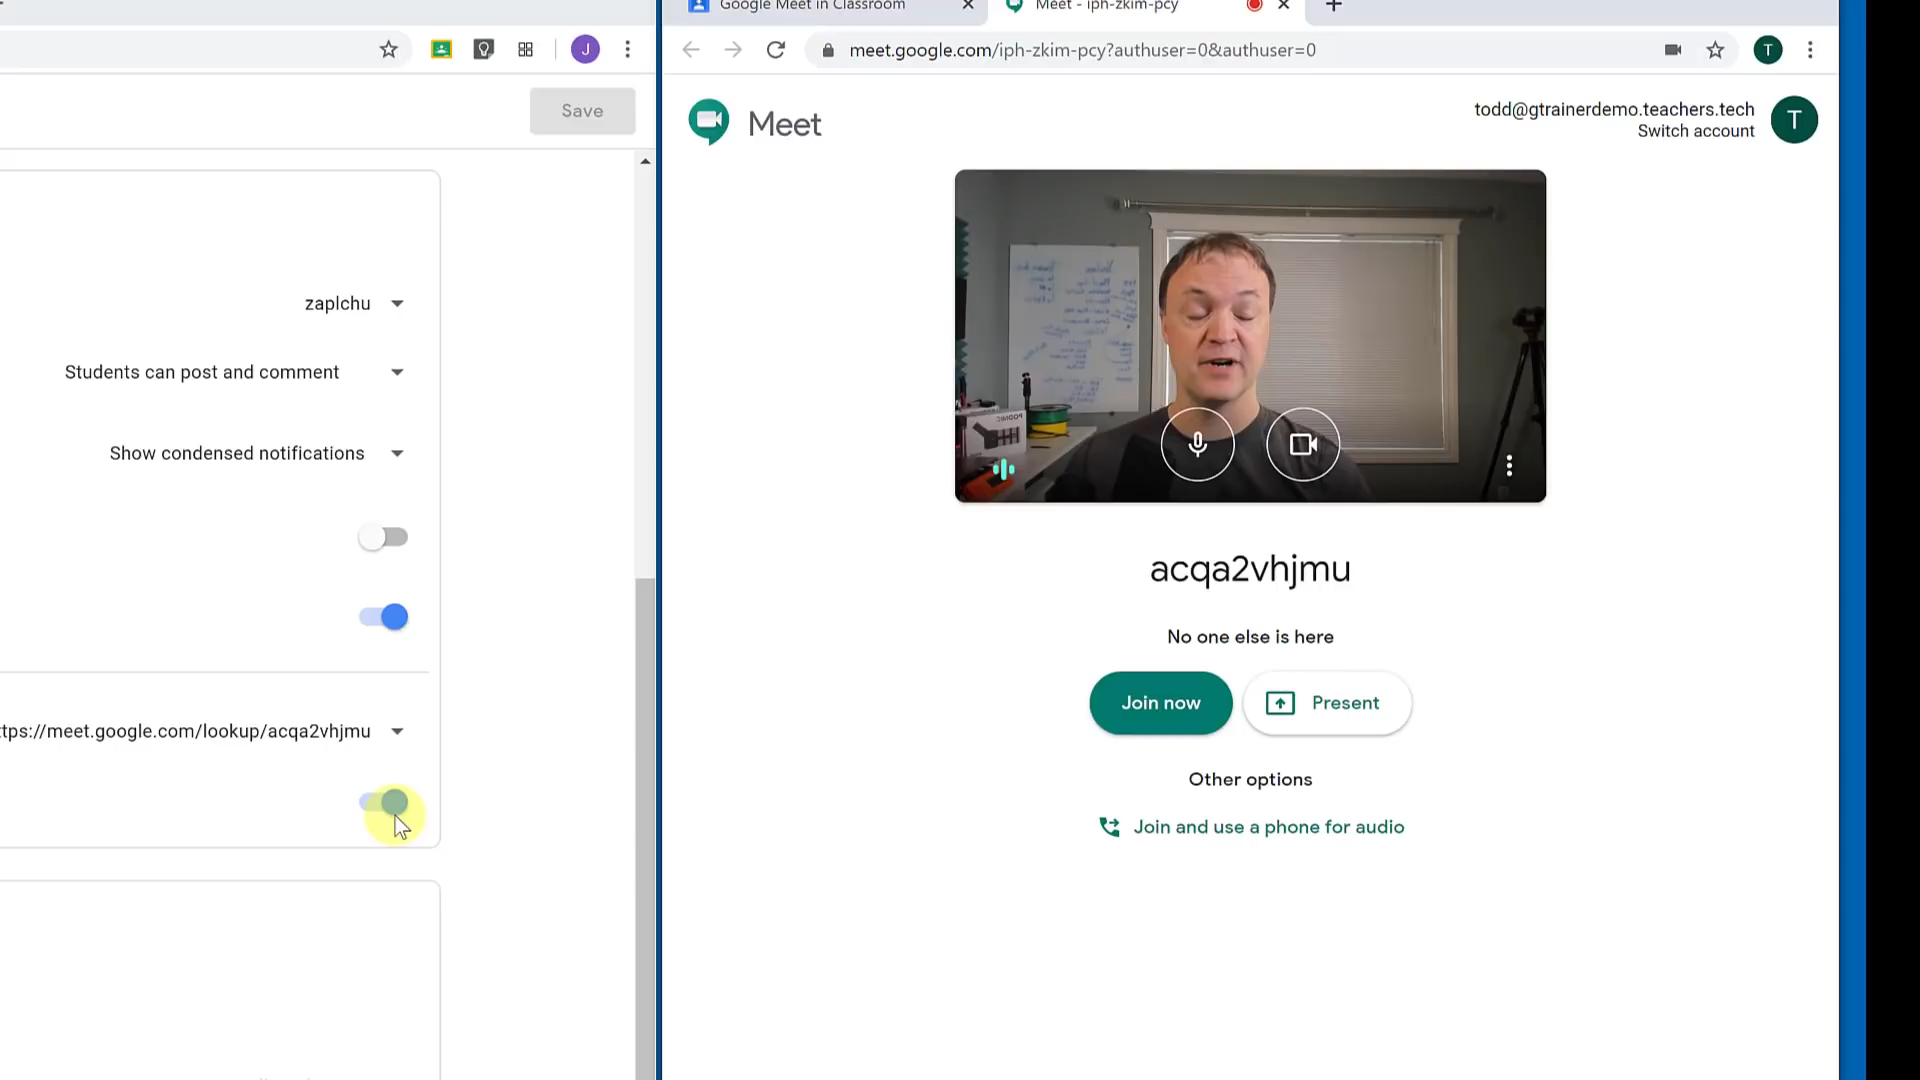 Google Meet in Classroom
Meet - iph-zkim-pcy
J
meet.google.com/iph-zkim-pcy?authuser=0&authuser=0
T
Save
Meet
todd@gtrainerdemo.teachers.tech
Switch account
T
zaplchu
Students can post and comment
Show condensed notifications
tps://meet.google.com/lookup/acqa2vhjmu
acqa2vhjmu
No one else is here
Join now
Present
Other options
Join and use a phone for audio